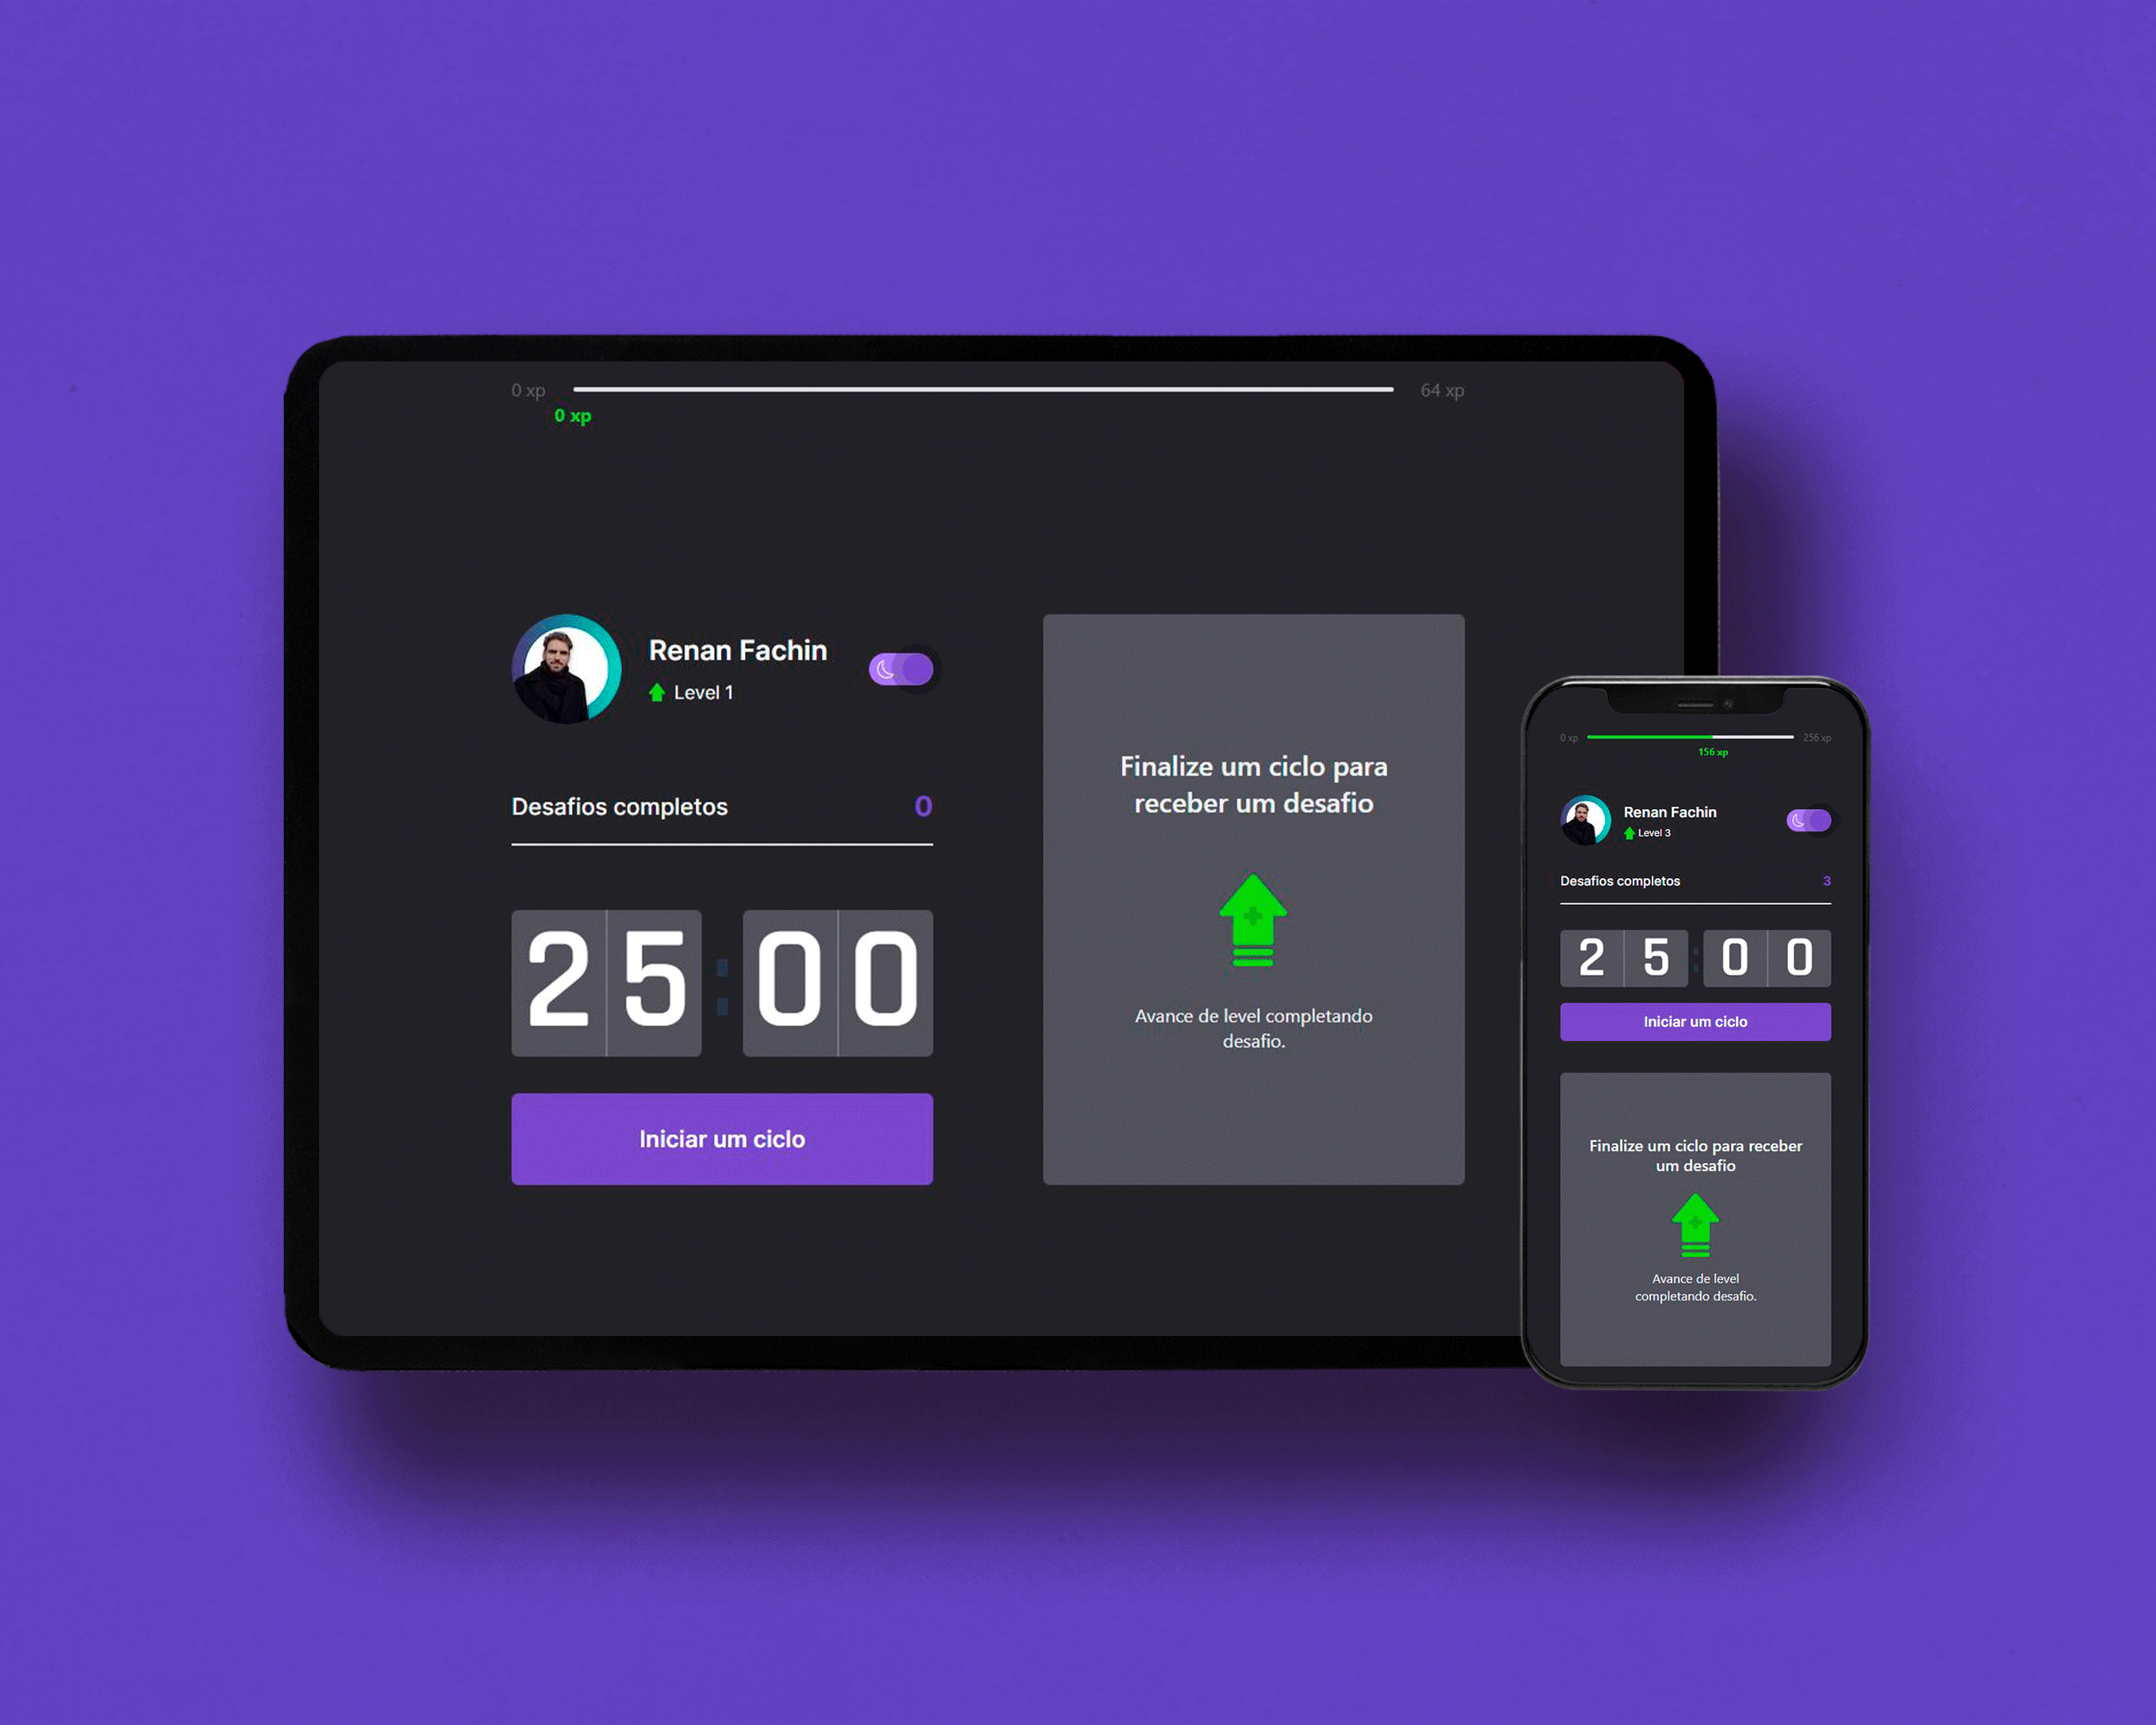 0 xp
64 xp
0 xp
Renan Fachin
Level 1
Desafios completos
0
25:00
Iniciar um ciclo
Finalize um ciclo para
receber um desafio
Avance de level completando
desafio.
0 xp
256 xp
156 xp
Renan Fachin
Level 3
Desafios completos
3
25:00
Iniciar um ciclo
Finalize um ciclo para receber
um desafio
Avance de level
completando desafio.